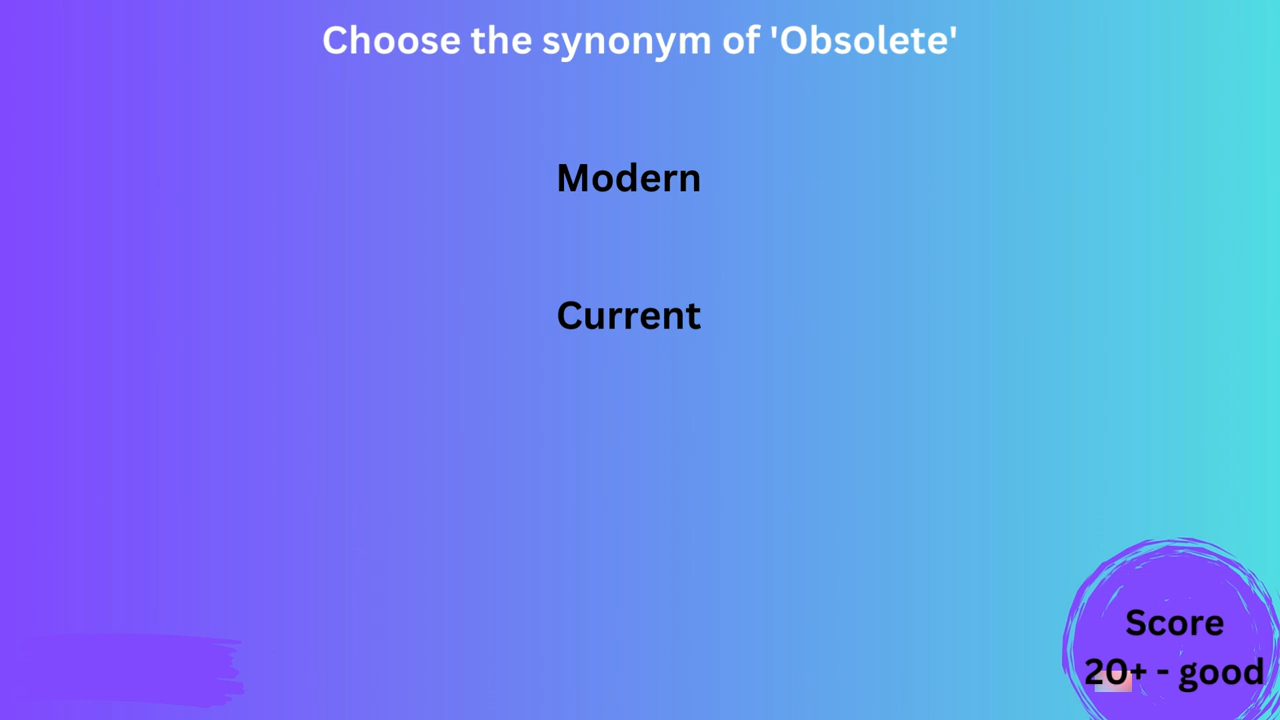 Choose the synonym of 'Obsolete'
Modern
Current
Score
20+ - good